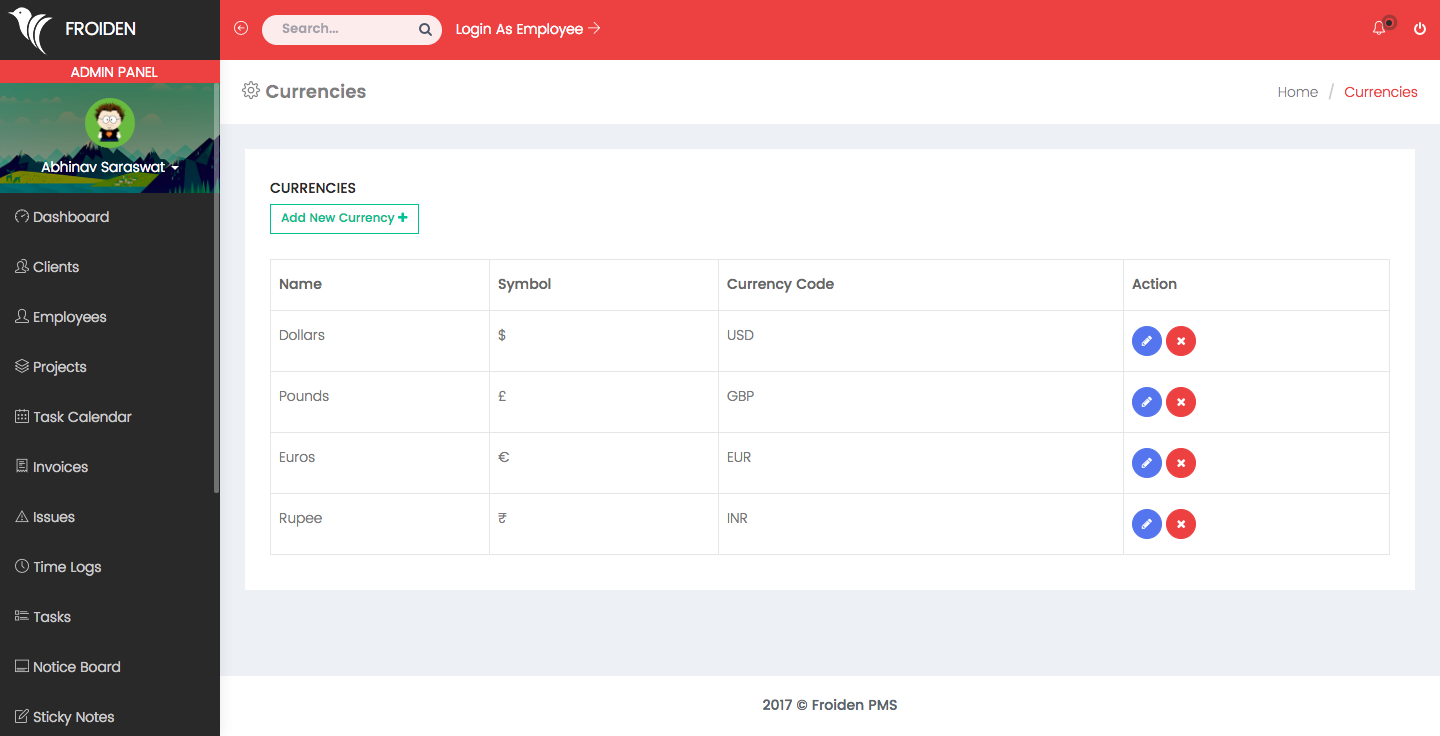 FROIDEN
Search...
Login As Employee
ADMIN PANEL
Abhinav Saraswat
Dashboard
Clients
Employees
Projects
Task Calendar
Invoices
Issues
Time Logs
Tasks
Notice Board
Sticky Notes
Currencies
Home / Currencies
CURRENCIES
Add New Currency +
Name Symbol Currency Code Action
Dollars $ USD
Pounds £ GBP
Euros € EUR
Rupee ₹ INR
2017 © Froiden PMS